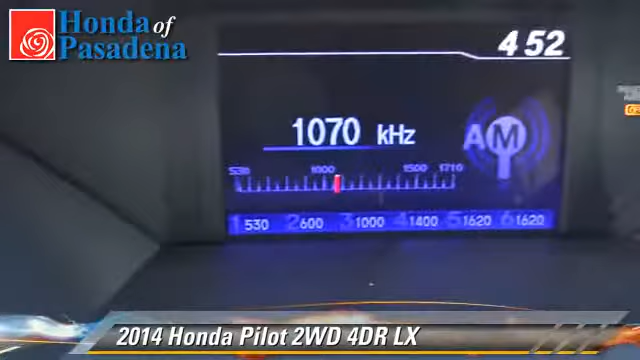 Honda of
Pasadena
4 52
1070 kHz
AM
530 1000 1500 1710
1 530 2 600 3 1000 4 1400 5 1620 6 1620
2014 Honda Pilot 2WD 4DR LX